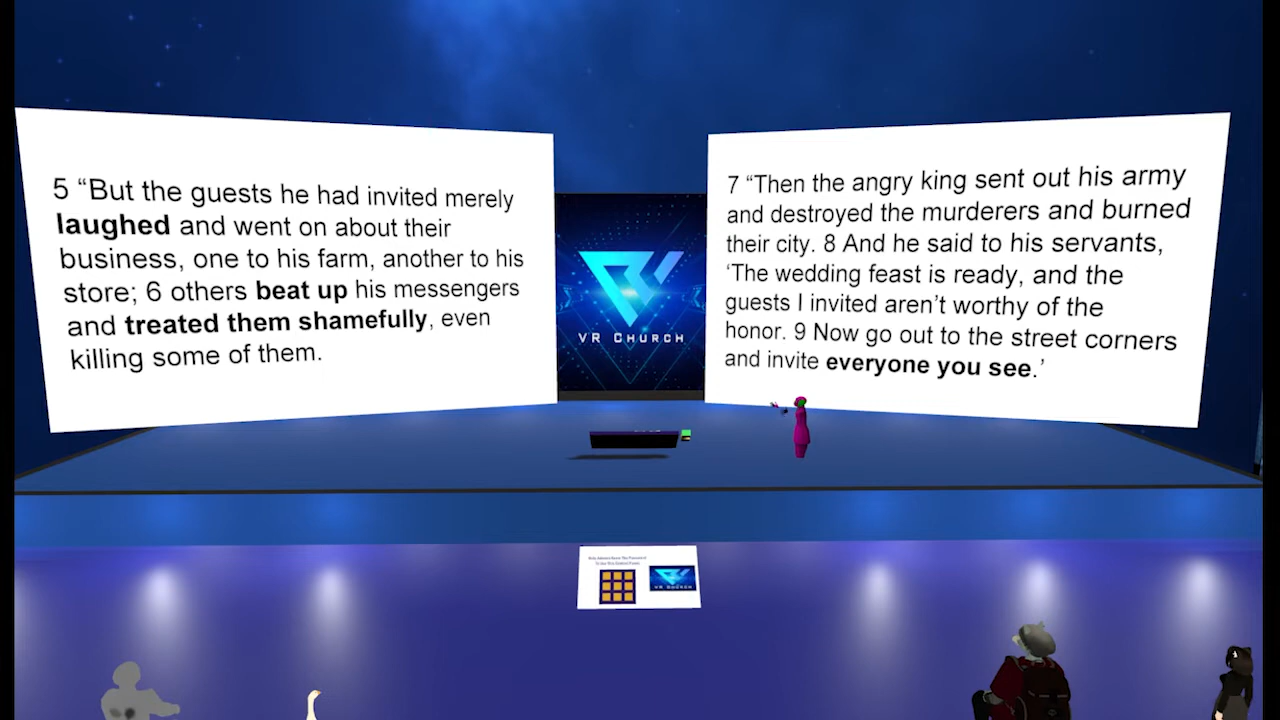 5 “But the guests he had invited merely
laughed and went on about their
business, one to his farm, another to his
store; 6 others beat up his messengers
and treated them shamefully, even
killing some of them.
VR CHURCH
7 “Then the angry king sent out his army
and destroyed the murderers and burned
their city. 8 And he said to his servants,
‘The wedding feast is ready, and the
guests I invited aren’t worthy of the
honor. 9 Now go out to the street corners
and invite everyone you see.’
VR CHURCH